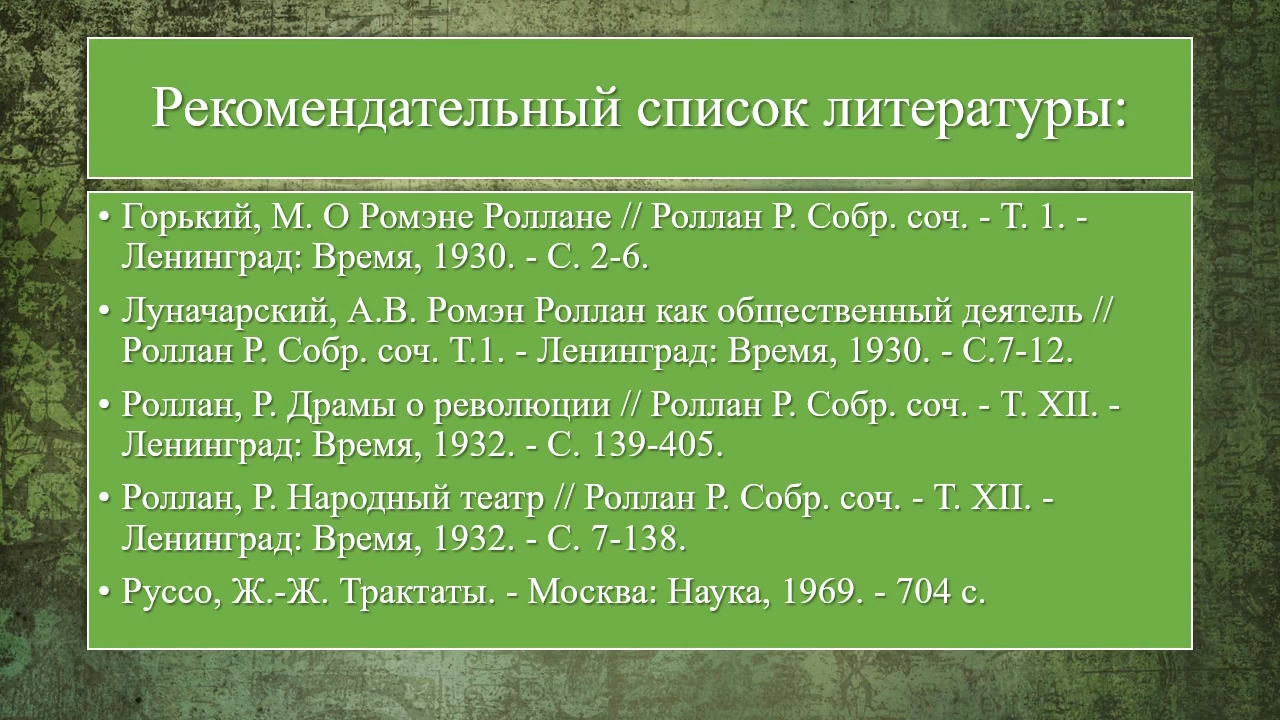 Рекомендательный список литературы:
• Горький, М. О Ромэне Роллане // Роллан Р. Собр. соч. - Т. 1. -
Ленинград: Время, 1930. - С. 2-6.
• Луначарский, А.В. Ромэн Роллан как общественный деятель //
Роллан Р. Собр. соч. Т.1. - Ленинград: Время, 1930. - С.7-12.
• Роллан, Р. Драмы о революции // Роллан Р. Собр. соч. - Т. XII. -
Ленинград: Время, 1932. - С. 139-405.
• Роллан, Р. Народный театр // Роллан Р. Собр. соч. - Т. XII. -
Ленинград: Время, 1932. - С. 7-138.
• Руссо, Ж.-Ж. Трактаты. - Москва: Наука, 1969. - 704 с.